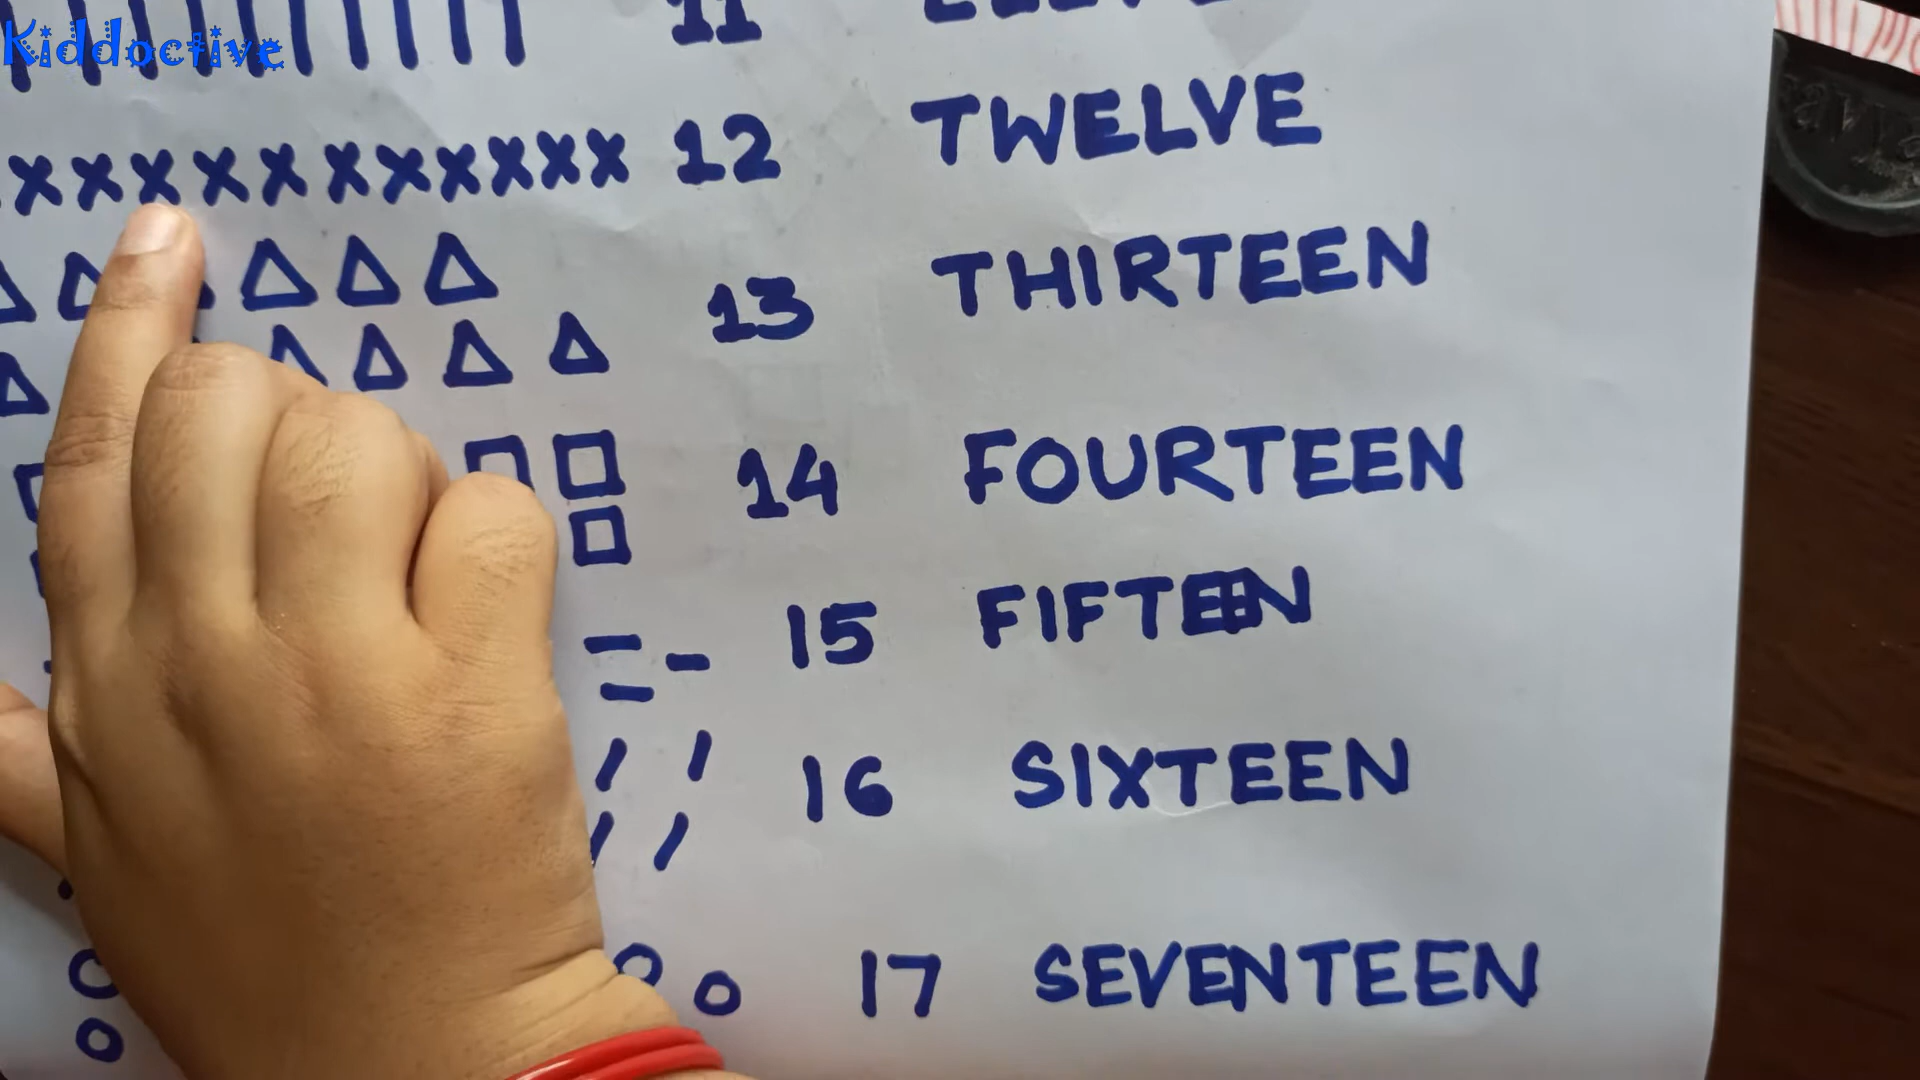 Kiddoctive
11
12 TWELVE
13 THIRTEEN
14 FOURTEEN
15 FIFTEEN
16 SIXTEEN
17 SEVENTEEN